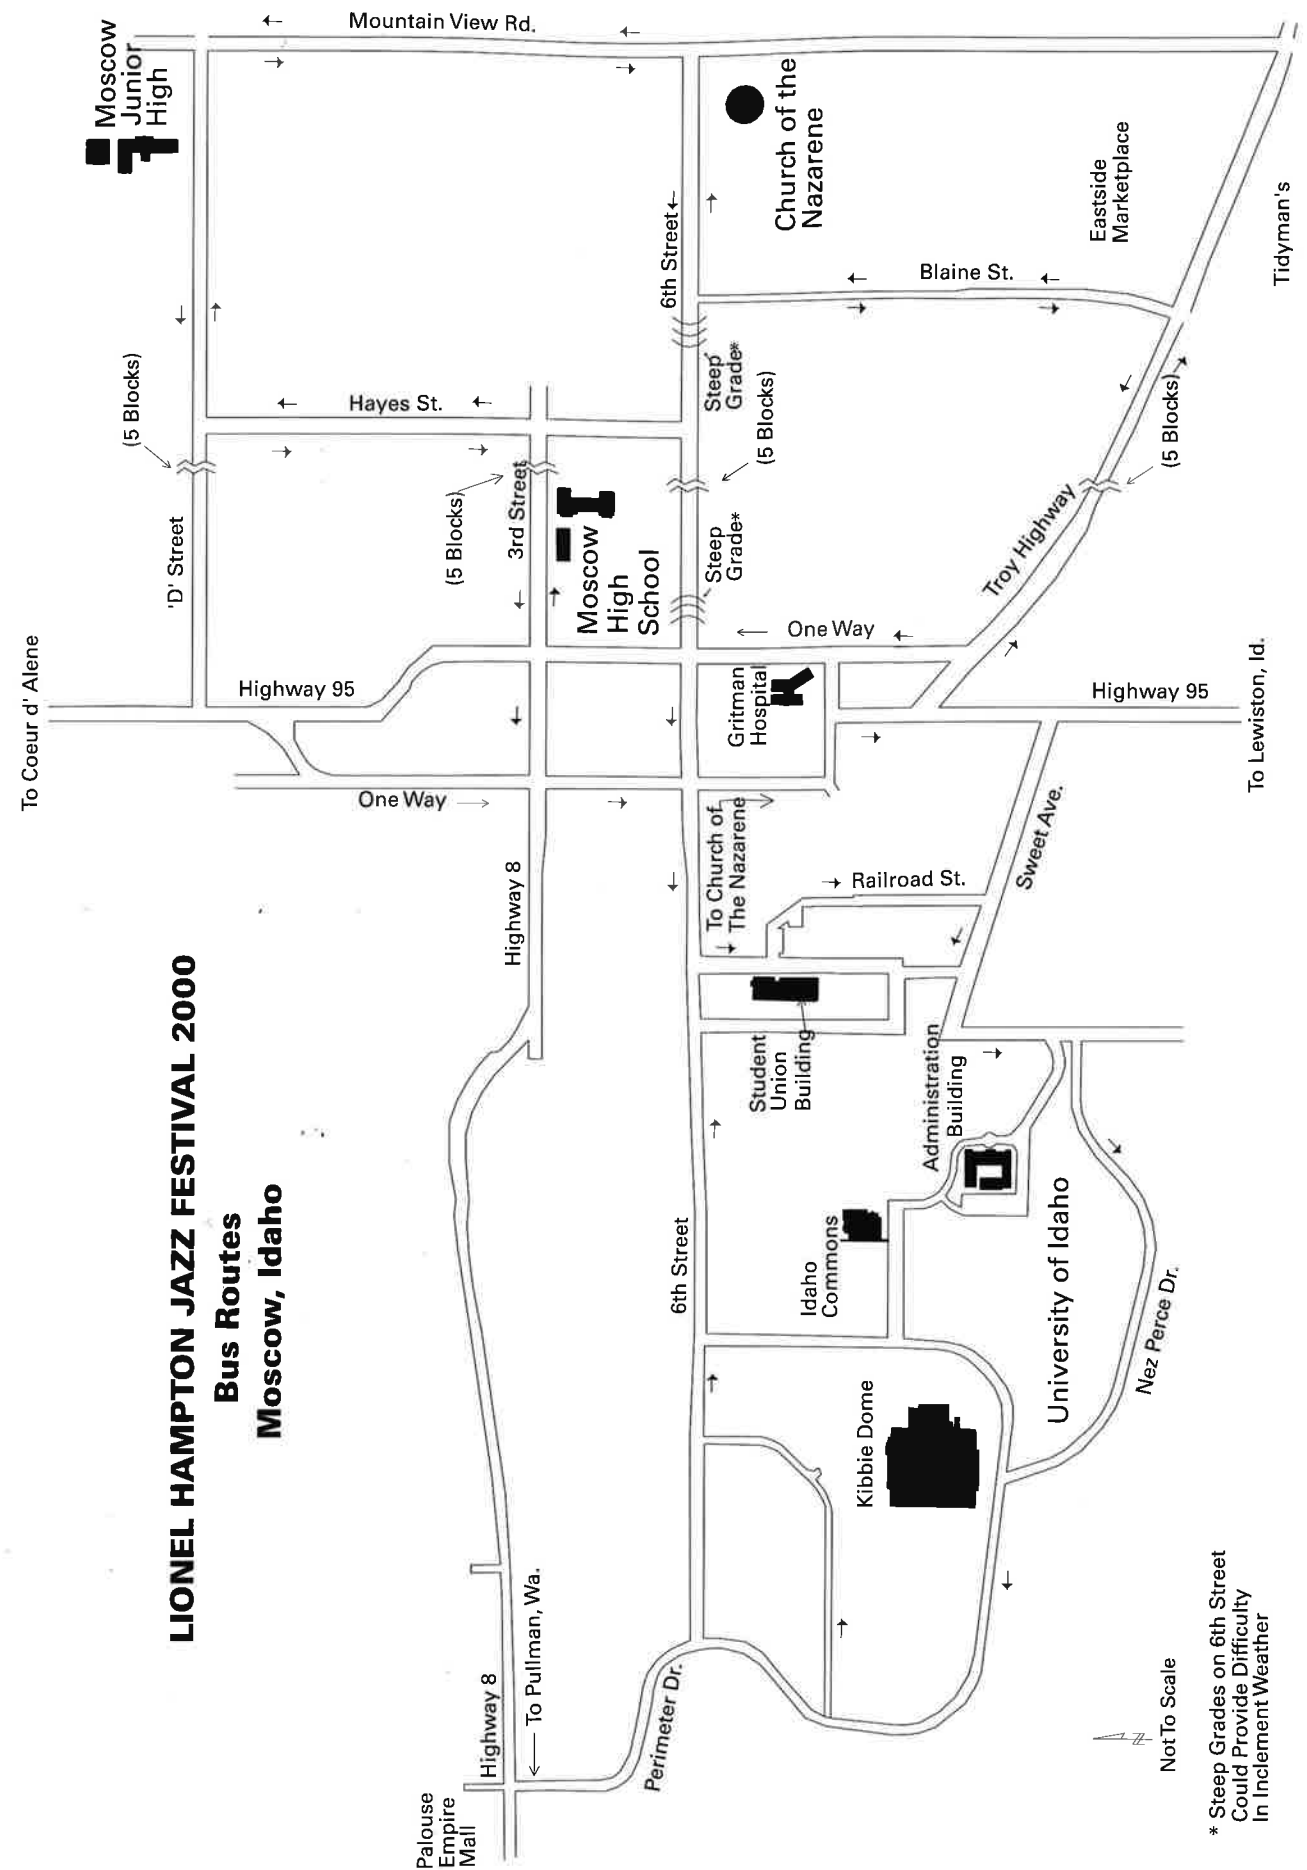 LIONEL HAMPTON JAZZ FESTIVAL 2000
Bus Routes
Moscow, Idaho
To Coeur d' Alene
'D' Street
(5 Blocks)
Moscow
Junior
High
Mountain View Rd.
Highway 95
One Way
Hayes St.
(5 Blocks)
3rd Street
Highway 8
Moscow
High
School
6th Street
Steep
Grade*
Steep
Grade*
(5 Blocks)
Church of the
Nazarene
Blaine St.
Eastside
Marketplace
Tidyman's
Troy Highway
(5 Blocks)
One Way
Gritman
Hospital
Highway 95
To Lewiston, Id.
To Church of
The Nazarene
Railroad St.
Sweet Ave.
Student
Union
Building
Administration
Building
6th Street
Idaho
Commons
University of Idaho
Nez Perce Dr.
Kibbie Dome
Palouse
Empire
Mall
Highway 8
To Pullman, Wa.
Perimeter Dr.
Not To Scale
* Steep Grades on 6th Street
Could Provide Difficulty
In Inclement Weather